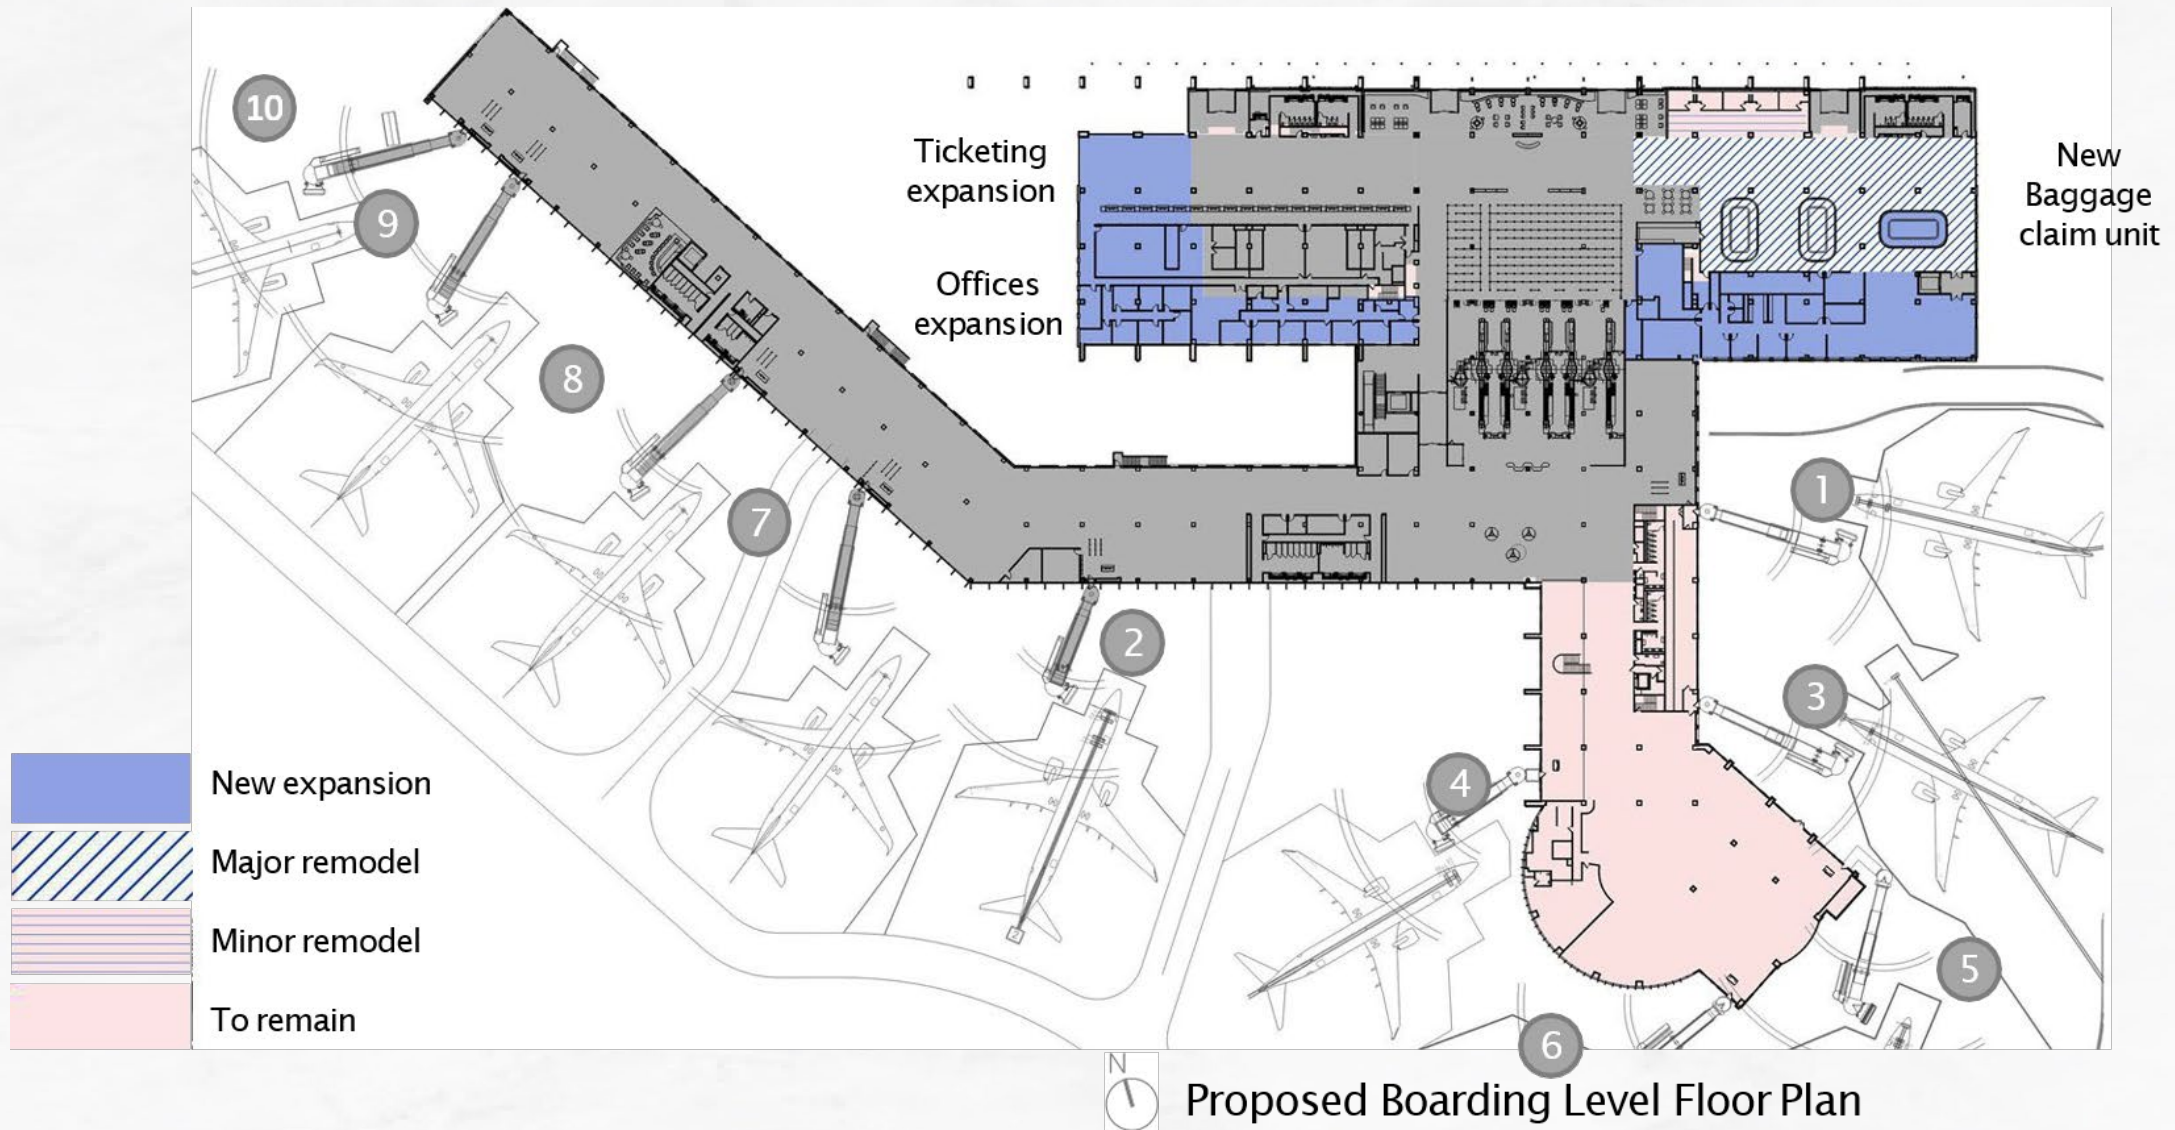 10
9
8
7
2
1
3
4
5
6
Ticketing
expansion
Offices
expansion
New
Baggage
claim unit
New expansion
Major remodel
Minor remodel
To remain
2
N
Proposed Boarding Level Floor Plan